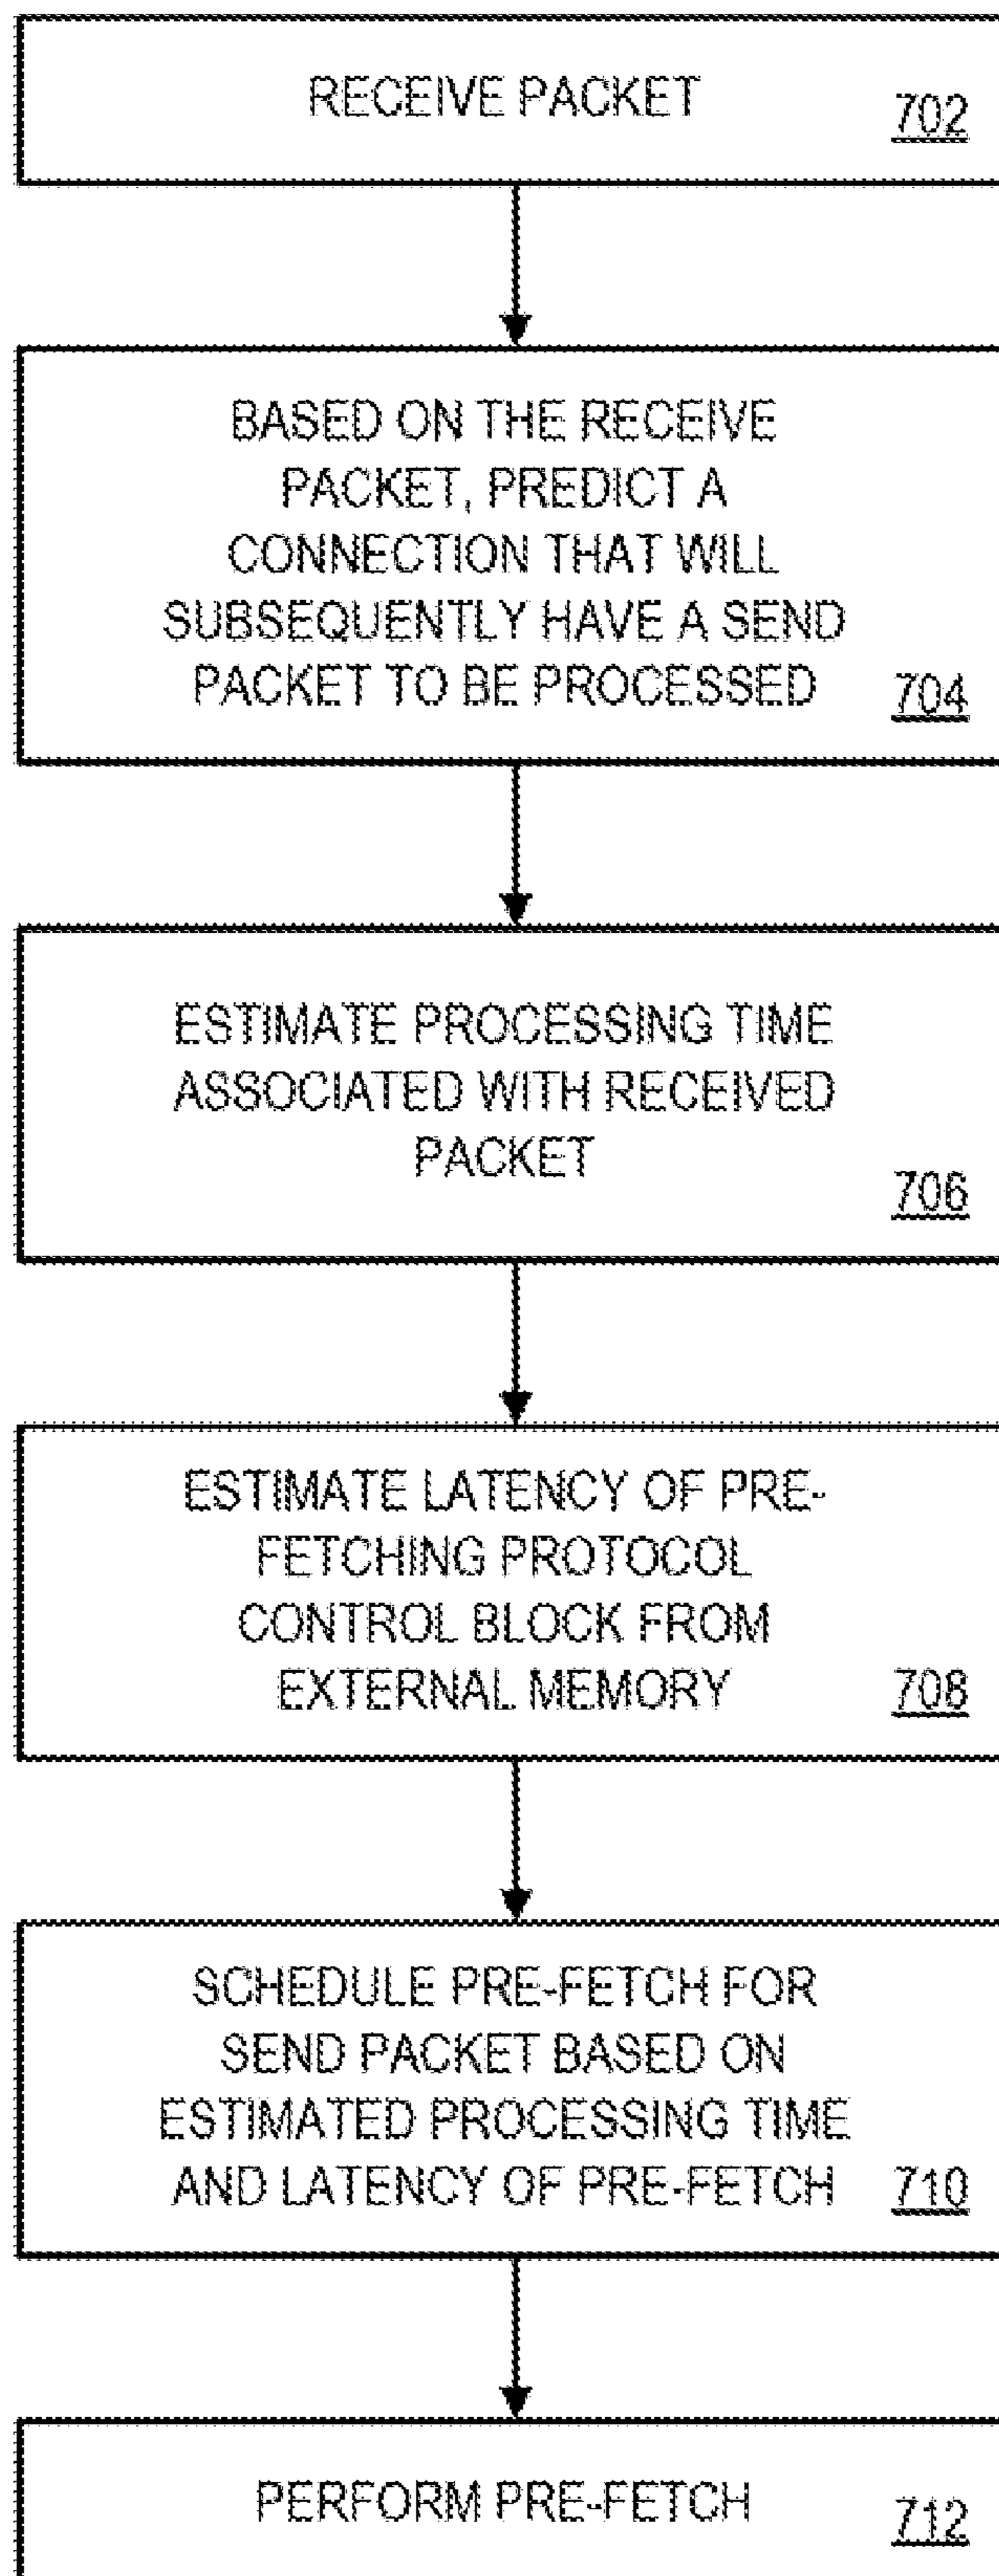 RECEIVE PACKET
702
BASED ON THE RECEIVE
PACKET, PREDICT A
CONNECTION THAT WILL
SUBSEQUENTLY HAVE A SEND
PACKET TO BE PROCESSED
704
ESTIMATE PROCESSING TIME
ASSOCIATED WITH RECEIVED
PACKET
706
ESTIMATE LATENCY OF PRE-
FETCHING PROTOCOL
CONTROL BLOCK FROM
EXTERNAL MEMORY
708
SCHEDULE PRE-FETCH FOR
SEND PACKET BASED ON
ESTIMATED PROCESSING TIME
AND LATENCY OF PRE-FETCH
710
PERFORM PRE-FETCH
712